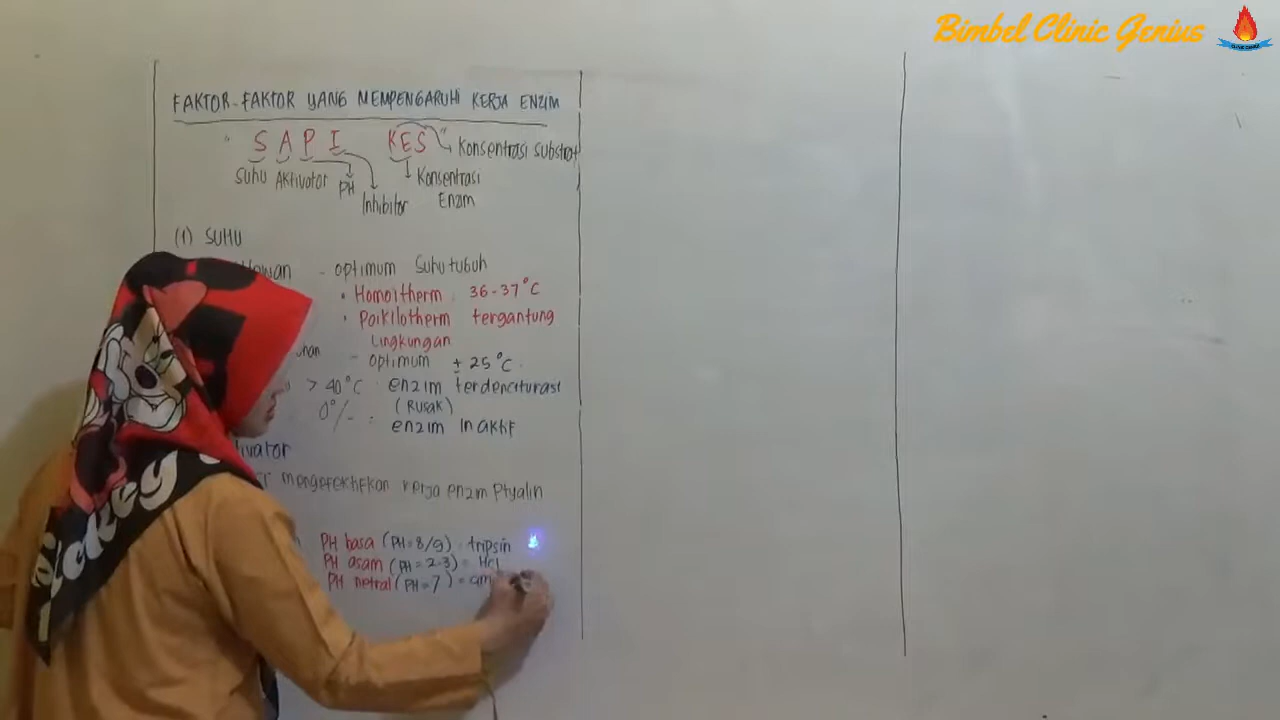 Bimbel Clinic Genius
CLINIC GENIUS
FAKTOR-FAKTOR YANG MEMPENGARUHI KERJA ENZIM
" S A P I KES "
Konsentrasi Substrat
Suhu Aktivator PH Konsentrasi
Inhibitor Enzim
(1) SUHU
- optimum Suhu tubuh
• Homoitherm : 36-37°C
• Poikilotherm tergantung
Lingkungan
- optimum ± 25°C.
> 40°C : enzim terdenaturasi
0°/- : (Rusak)
enzim inaktif
mengefektifkan kerja enzim Ptyalin
PH basa (PH=8/9) = tripsin
PH asam (PH = 2-3) = HCl
PH netral (PH=7) =